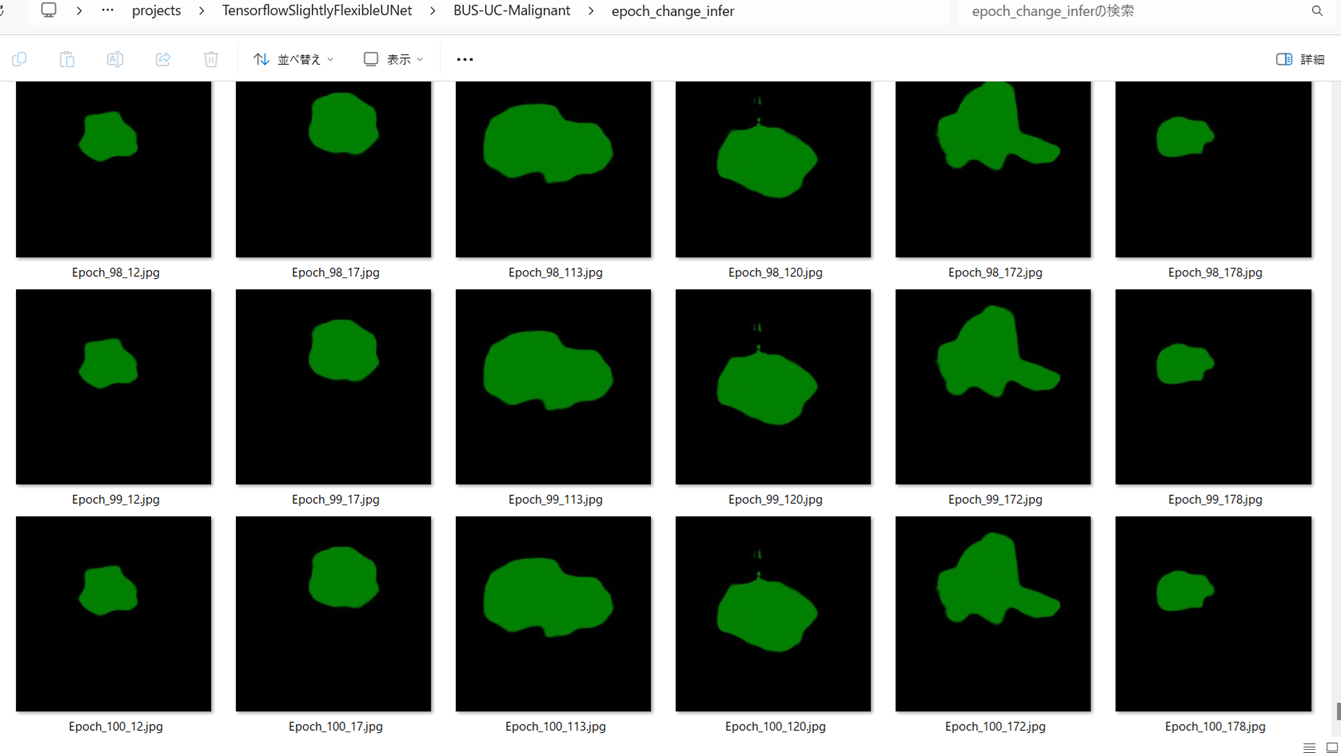 projects > TensorflowSlightlyFlexibleUNet > BUS-UC-Malignant > epoch_change_infer
epoch_change_inferの検索
並べ替え 表示 詳細
Epoch_98_12.jpg Epoch_98_17.jpg Epoch_98_113.jpg Epoch_98_120.jpg Epoch_98_172.jpg Epoch_98_178.jpg
Epoch_99_12.jpg Epoch_99_17.jpg Epoch_99_113.jpg Epoch_99_120.jpg Epoch_99_172.jpg Epoch_99_178.jpg
Epoch_100_12.jpg Epoch_100_17.jpg Epoch_100_113.jpg Epoch_100_120.jpg Epoch_100_172.jpg Epoch_100_178.jpg